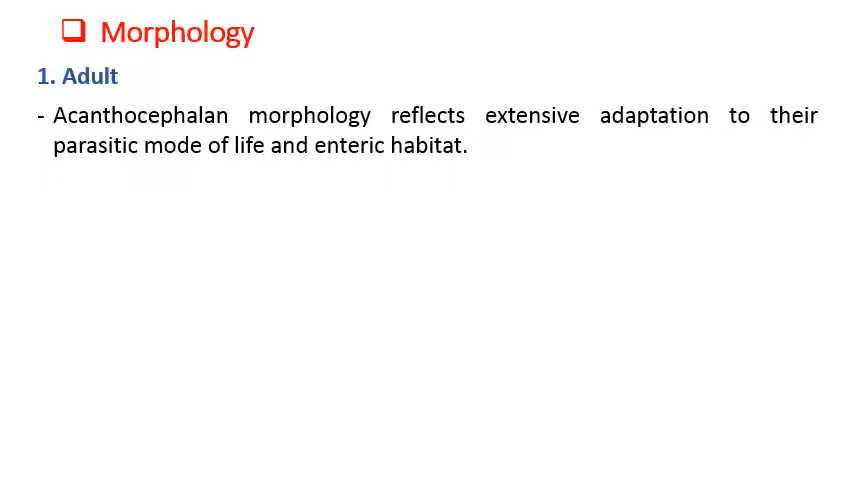 ❑ Morphology
1. Adult
- Acanthocephalan morphology reflects extensive adaptation to their
parasitic mode of life and enteric habitat.